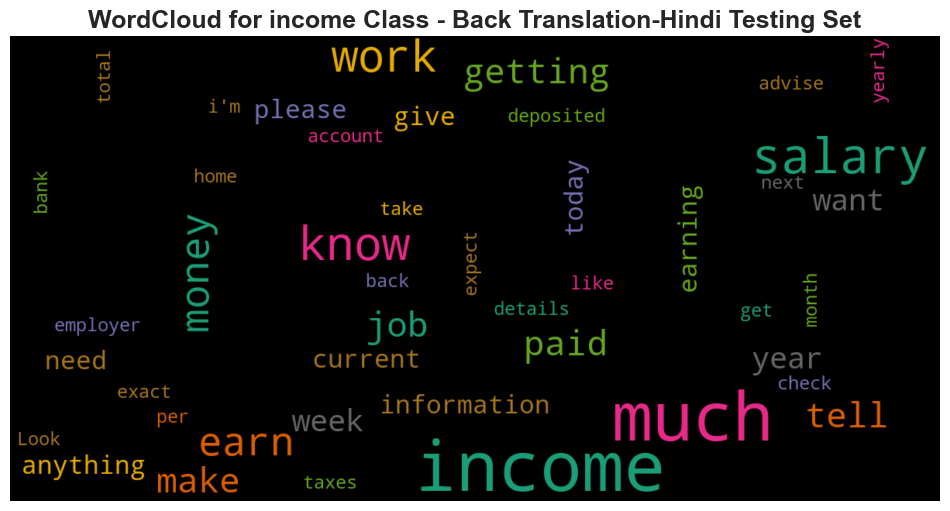 WordCloud for income Class - Back Translation-Hindi Testing Set
total
work
getting
yearly
advise
i'm
please
give
deposited
account
salary
bank
home
today
next
want
take
earning
money
know
expect
back
like
details
month
get
employer
job
paid
need
current
year
check
exact
information
per
week
much
tell
Look
earn
anything
make
taxes
income